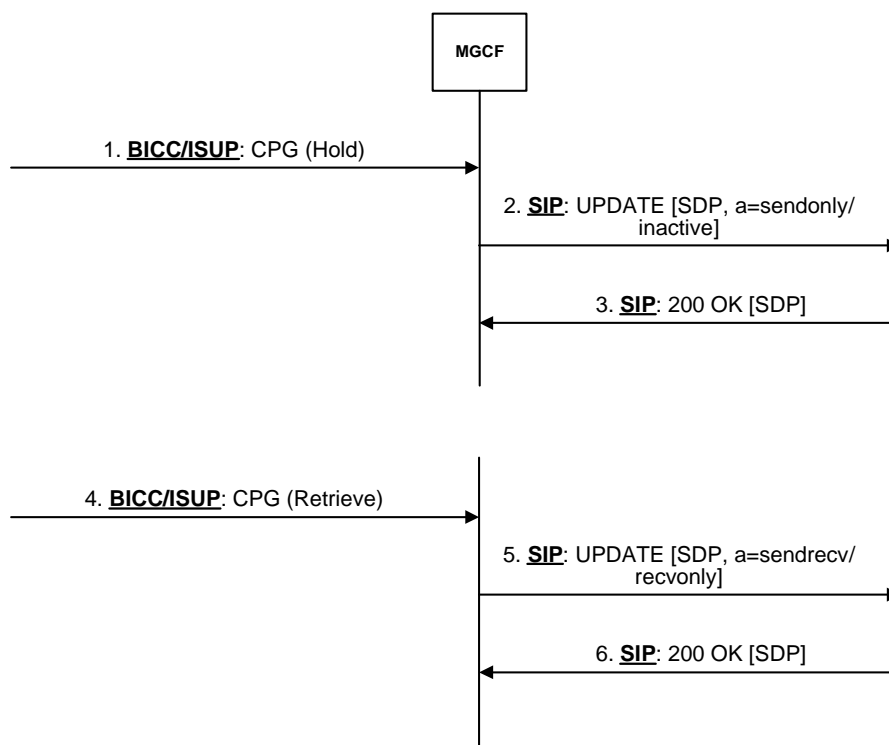 MGCF
1. BICC/ISUP: CPG (Hold)
2. SIP: UPDATE [SDP, a=sendonly/
inactive]
3. SIP: 200 OK [SDP]
4. BICC/ISUP: CPG (Retrieve)
5. SIP: UPDATE [SDP, a=sendrecv/
recvonly]
6. SIP: 200 OK [SDP]